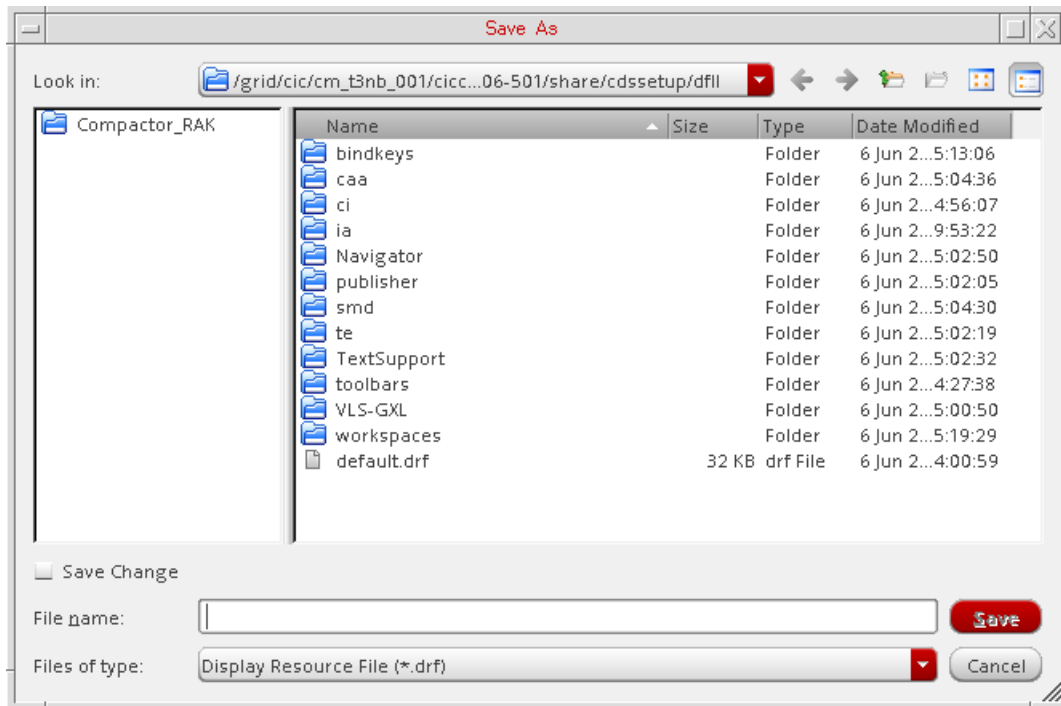 Save As
Look in: /grid/cic/cm_t3nb_001/cicc...06-501/share/cdssetup/dfII
Compactor_RAK
Name Size Type Date Modified
bindkeys Folder 6 Jun 2...5:13:06
caa Folder 6 Jun 2...5:04:36
ci Folder 6 Jun 2...4:56:07
ia Folder 6 Jun 2...9:53:22
Navigator Folder 6 Jun 2...5:02:50
publisher Folder 6 Jun 2...5:02:05
smd Folder 6 Jun 2...5:04:30
te Folder 6 Jun 2...5:02:19
TextSupport Folder 6 Jun 2...5:02:32
toolbars Folder 6 Jun 2...4:27:38
VLS-GXL Folder 6 Jun 2...5:00:50
workspaces Folder 6 Jun 2...5:19:29
default.drf 32 KB drf File 6 Jun 2...4:00:59
Save Change
File name: Save
Files of type: Display Resource File (*.drf) Cancel